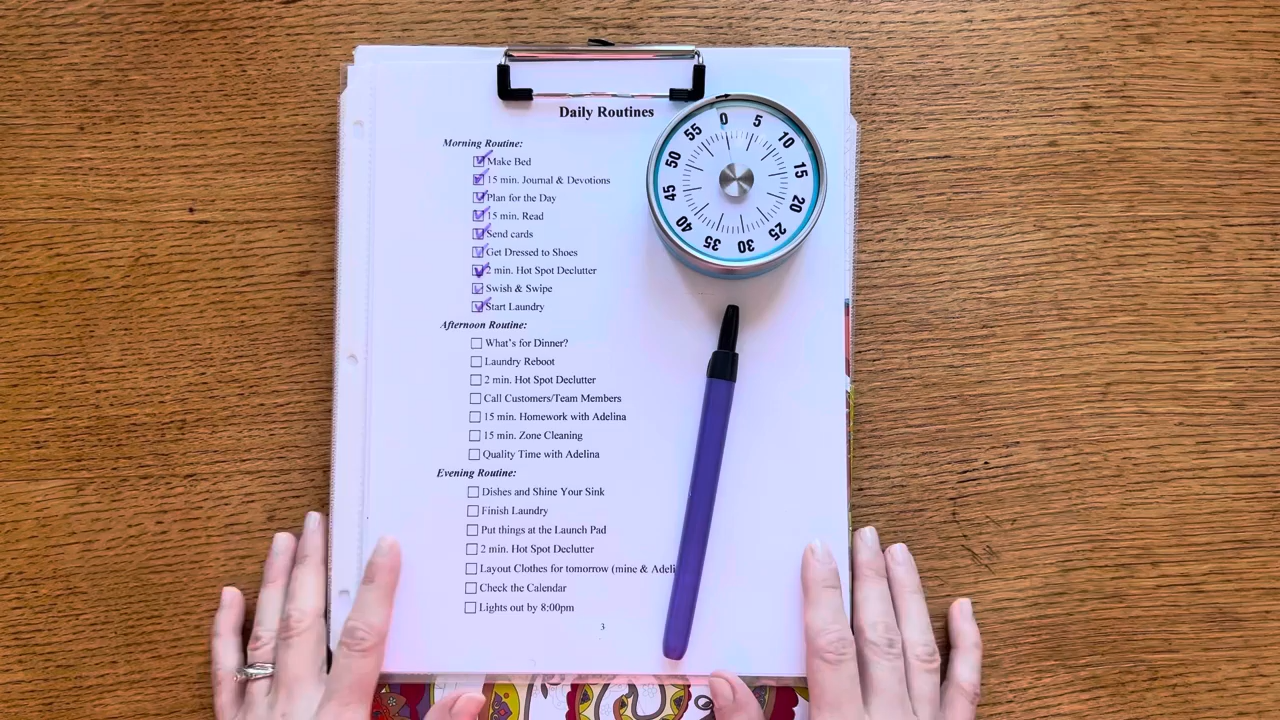 Daily Routines
Morning Routine:
Make Bed
15 min. Journal & Devotions
Plan for the Day
15 min. Read
Send cards
Get Dressed to Shoes
2 min. Hot Spot Declutter
Swish & Swipe
Start Laundry
Afternoon Routine:
What's for Dinner?
Laundry Reboot
2 min. Hot Spot Declutter
Call Customers/Team Members
15 min. Homework with Adelina
15 min. Zone Cleaning
Quality Time with Adelina
Evening Routine:
Dishes and Shine Your Sink
Finish Laundry
Put things at the Launch Pad
2 min. Hot Spot Declutter
Layout Clothes for tomorrow (mine & Adeli
Check the Calendar
Lights out by 8:00pm
3
0
5
10
15
20
25
30
35
40
45
50
55